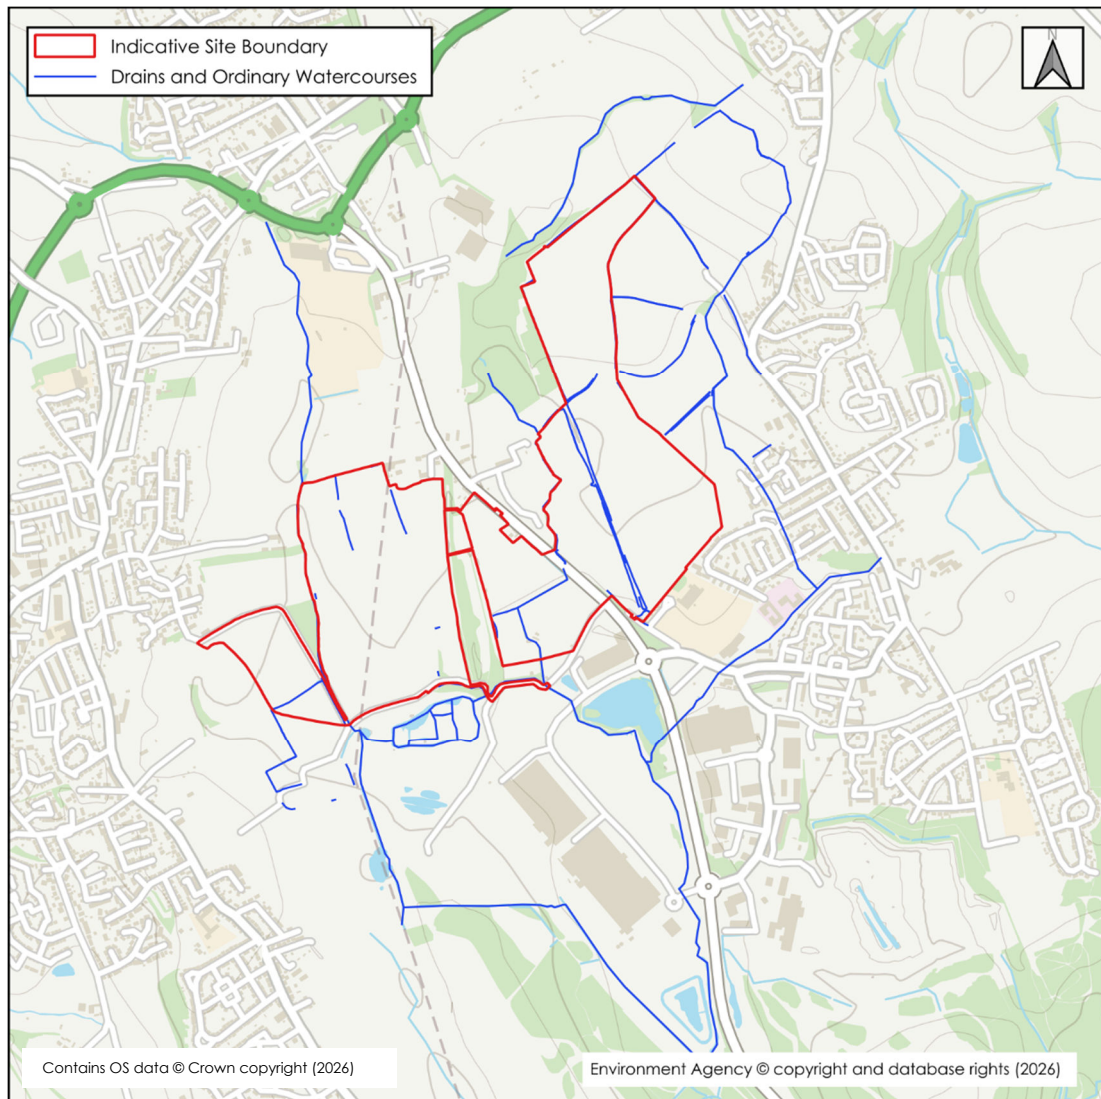 Indicative Site Boundary
N
Drains and Ordinary Watercourses
Contains OS data © Crown copyright (2026)
Environment Agency © copyright and database rights (2026)